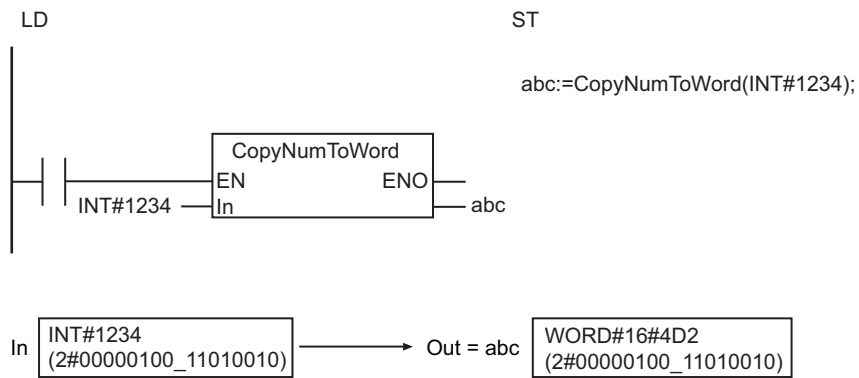 LD
ST
abc:=CopyNumToWord(INT#1234);
CopyNumToWord
EN ENO
INT#1234 In abc
In INT#1234 (2#00000100_11010010) Out = abc WORD#16#4D2 (2#00000100_11010010)